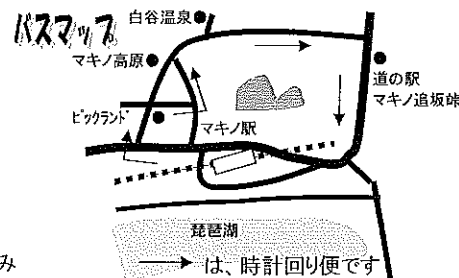 バスマップ
白谷温泉
マキノ高原
道の駅
マキノ追坂峠
ピックランド
マキノ駅
琵琶湖
は、時計回り便です
み